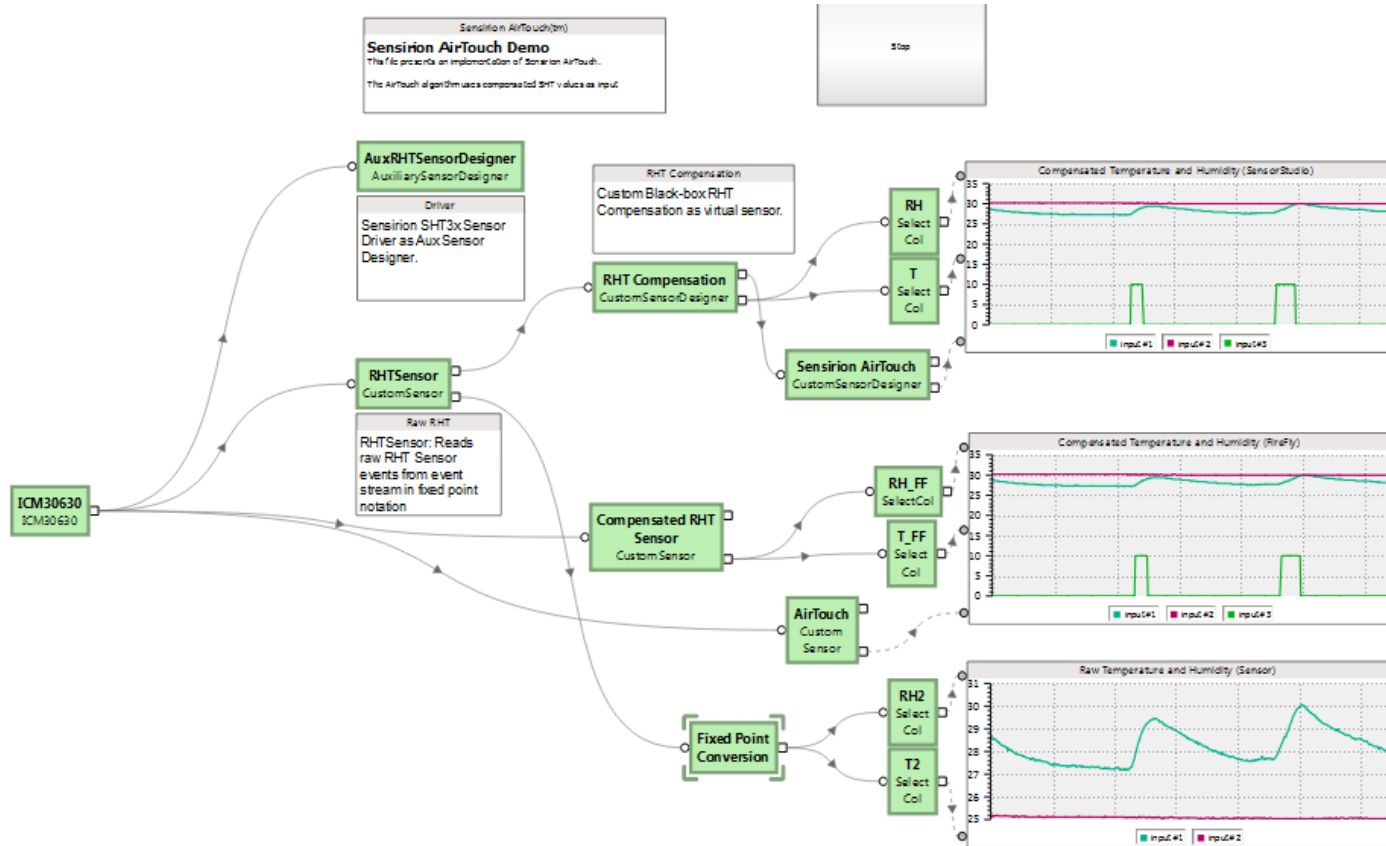 Sensirion AirTouch(tm)
Sensirion AirTouch Demo
This file presents an implementation of Sensirion AirTouch.
The AirTouch algorithm uses compensated SHT values as input
Stop
AuxRHTSensorDesigner
AuxiliarySensorDesigner
Driver
Sensirion SHT3x Sensor
Driver as Aux Sensor
Designer.
RHT Compensation
Custom Black-box RHT
Compensation as virtual sensor.
RHT Compensation
CustomSensorDesigner
RH
Select
Col
T
Select
Col
Sensirion AirTouch
CustomSensorDesigner
Compensated Temperature and Humidity (SensorStudio)
35
30
25
20
15
10
5
0
input#1
input#2
input#3
RHTSensor
CustomSensor
Raw RHT
RHTSensor: Reads
raw RHT Sensor
events from event
stream in fixed point
notation
ICM30630
ICM30630
Compensated RHT
Sensor
CustomSensor
RH_FF
SelectCol
T_FF
Select
Col
AirTouch
Custom
Sensor
Compensated Temperature and Humidity (FireFly)
35
30
25
20
15
10
5
0
input#1
input#2
input#3
Fixed Point
Conversion
RH2
Select
Col
T2
Select
Col
Raw Temperature and Humidity (Sensor)
31
30
29
28
27
26
25
input#1
input#2